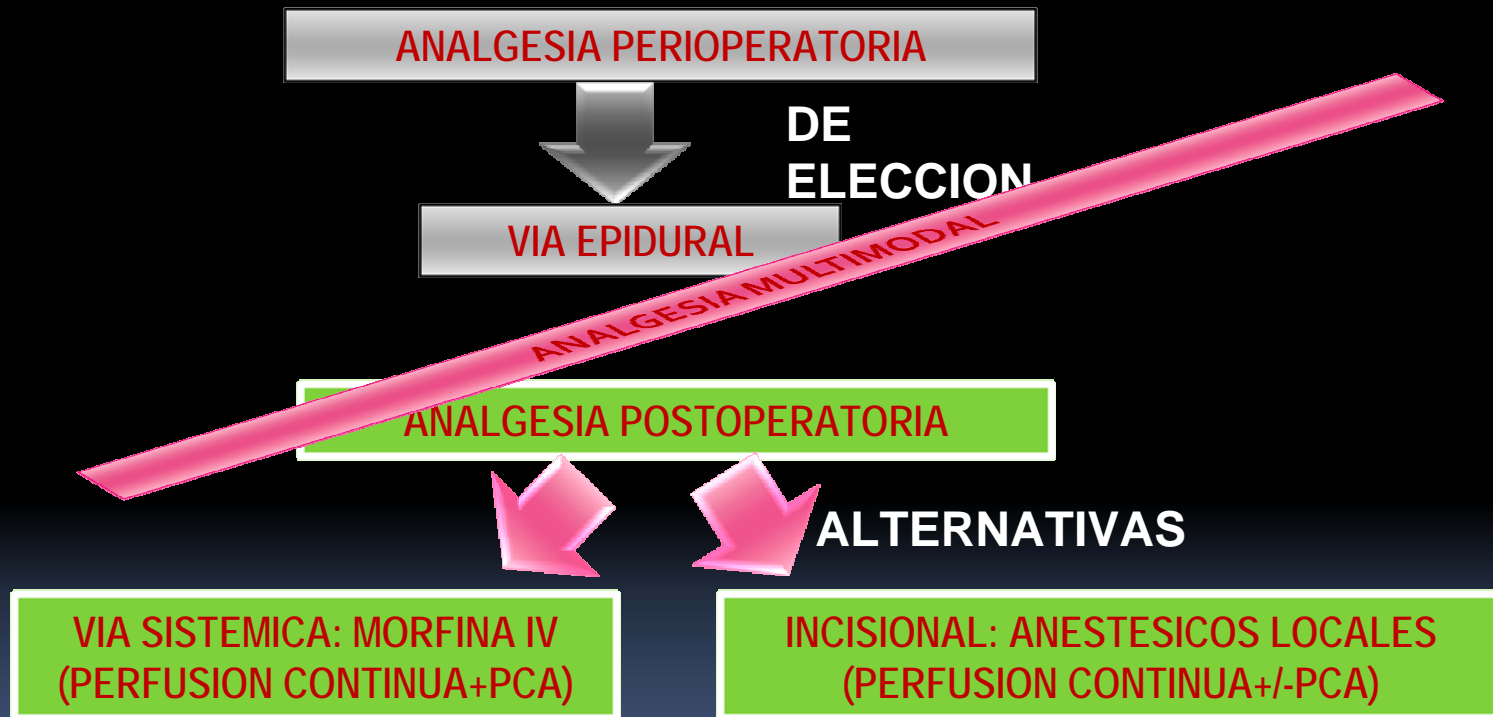 ANALGESIA PERIOPERATORIA
DE
ELECCION
VIA EPIDURAL
ANALGESIA MULTIMODAL
ANALGESIA POSTOPERATORIA
ALTERNATIVAS
VIA SISTEMICA: MORFINA IV
(PERFUSION CONTINUA+PCA)
INCISIONAL: ANESTESICOS LOCALES
(PERFUSION CONTINUA+/-PCA)